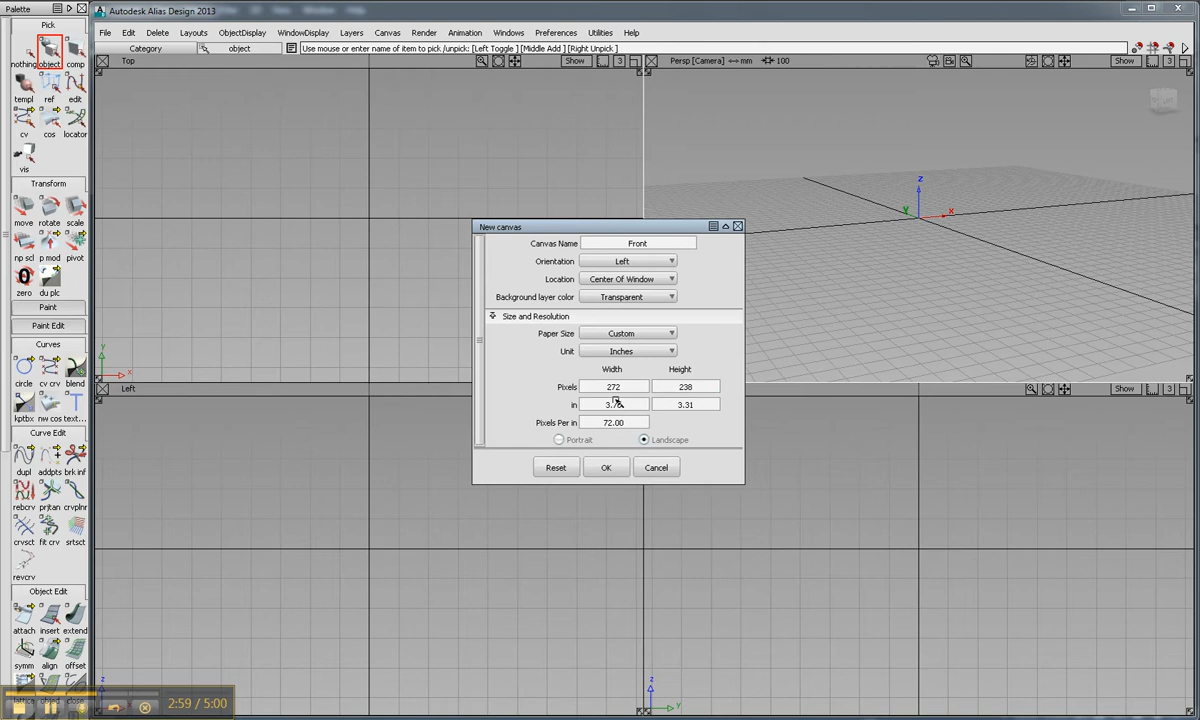 Palette
Autodesk Alias Design 2013
Pick
File Edit Delete Layouts ObjectDisplay WindowDisplay Layers Canvas Render Animation Windows Preferences Utilities Help
Category object Use mouse or enter name of item to pick /unpick: [Left Toggle ] [Middle Add ] [Right Unpick ]
nothing object comp
Top Show 3
Persp [Camera] <-> mm 100 Show 3
templ ref edit
cv cos locator
vis
Transform
move rotate scale
np scl p mod pivot
zero du plc
Paint
Paint Edit
Curves
circle cv crv blend
kptbx nw cos text
Curve Edit
dupl addpts brk inf
rebcrv prjtan crvplnr
crvsct fit crv srtsct
revcrv
Object Edit
attach insert extend
symm align offset
z
Y
x
y
x
New canvas
Canvas Name Front
Orientation Left
Location Center Of Window
Background layer color Transparent
Size and Resolution
Paper Size Custom
Unit Inches
Width Height
Pixels 272 238
in 3.31
Pixels Per in 72.00
Portrait Landscape
Reset OK Cancel
Left Show 3
z
z
y
2:59 / 5:00